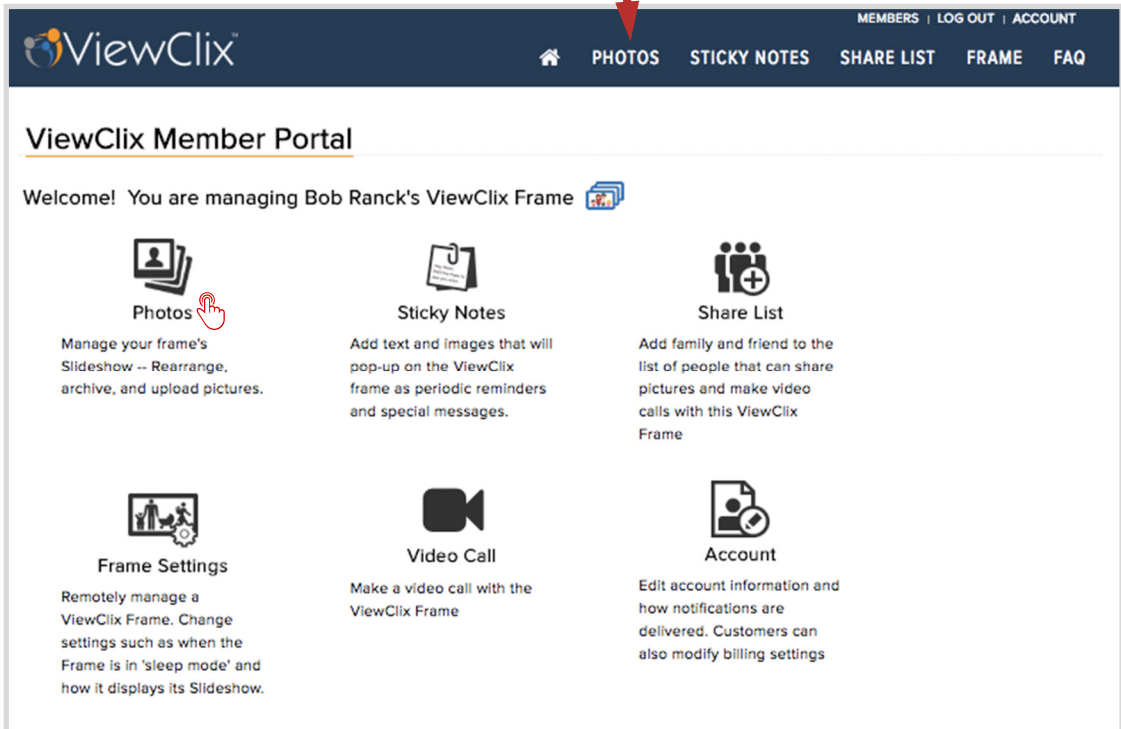 MEMBERS | LOG OUT | ACCOUNT
ViewClix™
PHOTOS STICKY NOTES SHARE LIST FRAME FAQ
ViewClix Member Portal
Welcome! You are managing Bob Ranck's ViewClix Frame
Photos
Manage your frame's
Slideshow -- Rearrange,
archive, and upload pictures.
Sticky Notes
Add text and images that will
pop-up on the ViewClix
frame as periodic reminders
and special messages.
Share List
Add family and friend to the
list of people that can share
pictures and make video
calls with this ViewClix
Frame
Frame Settings
Remotely manage a
ViewClix Frame. Change
settings such as when the
Frame is in 'sleep mode' and
how it displays its Slideshow.
Video Call
Make a video call with the
ViewClix Frame
Account
Edit account information and
how notifications are
delivered. Customers can
also modify billing settings